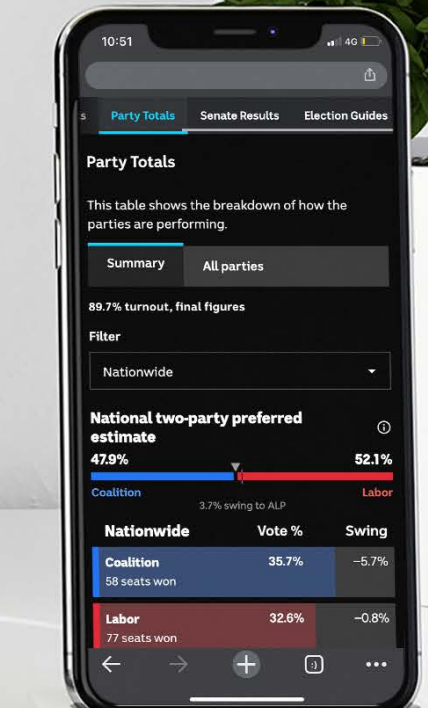 10:51
4G
s Party Totals Senate Results Election Guides
Party Totals
This table shows the breakdown of how the
parties are performing.
Summary All parties
89.7% turnout, final figures
Filter
Nationwide
National two-party preferred
estimate
47.9% 52.1%
Coalition Labor
3.7% swing to ALP
Nationwide Vote % Swing
Coalition 35.7% –5.7%
58 seats won
Labor 32.6% –0.8%
77 seats won
:)